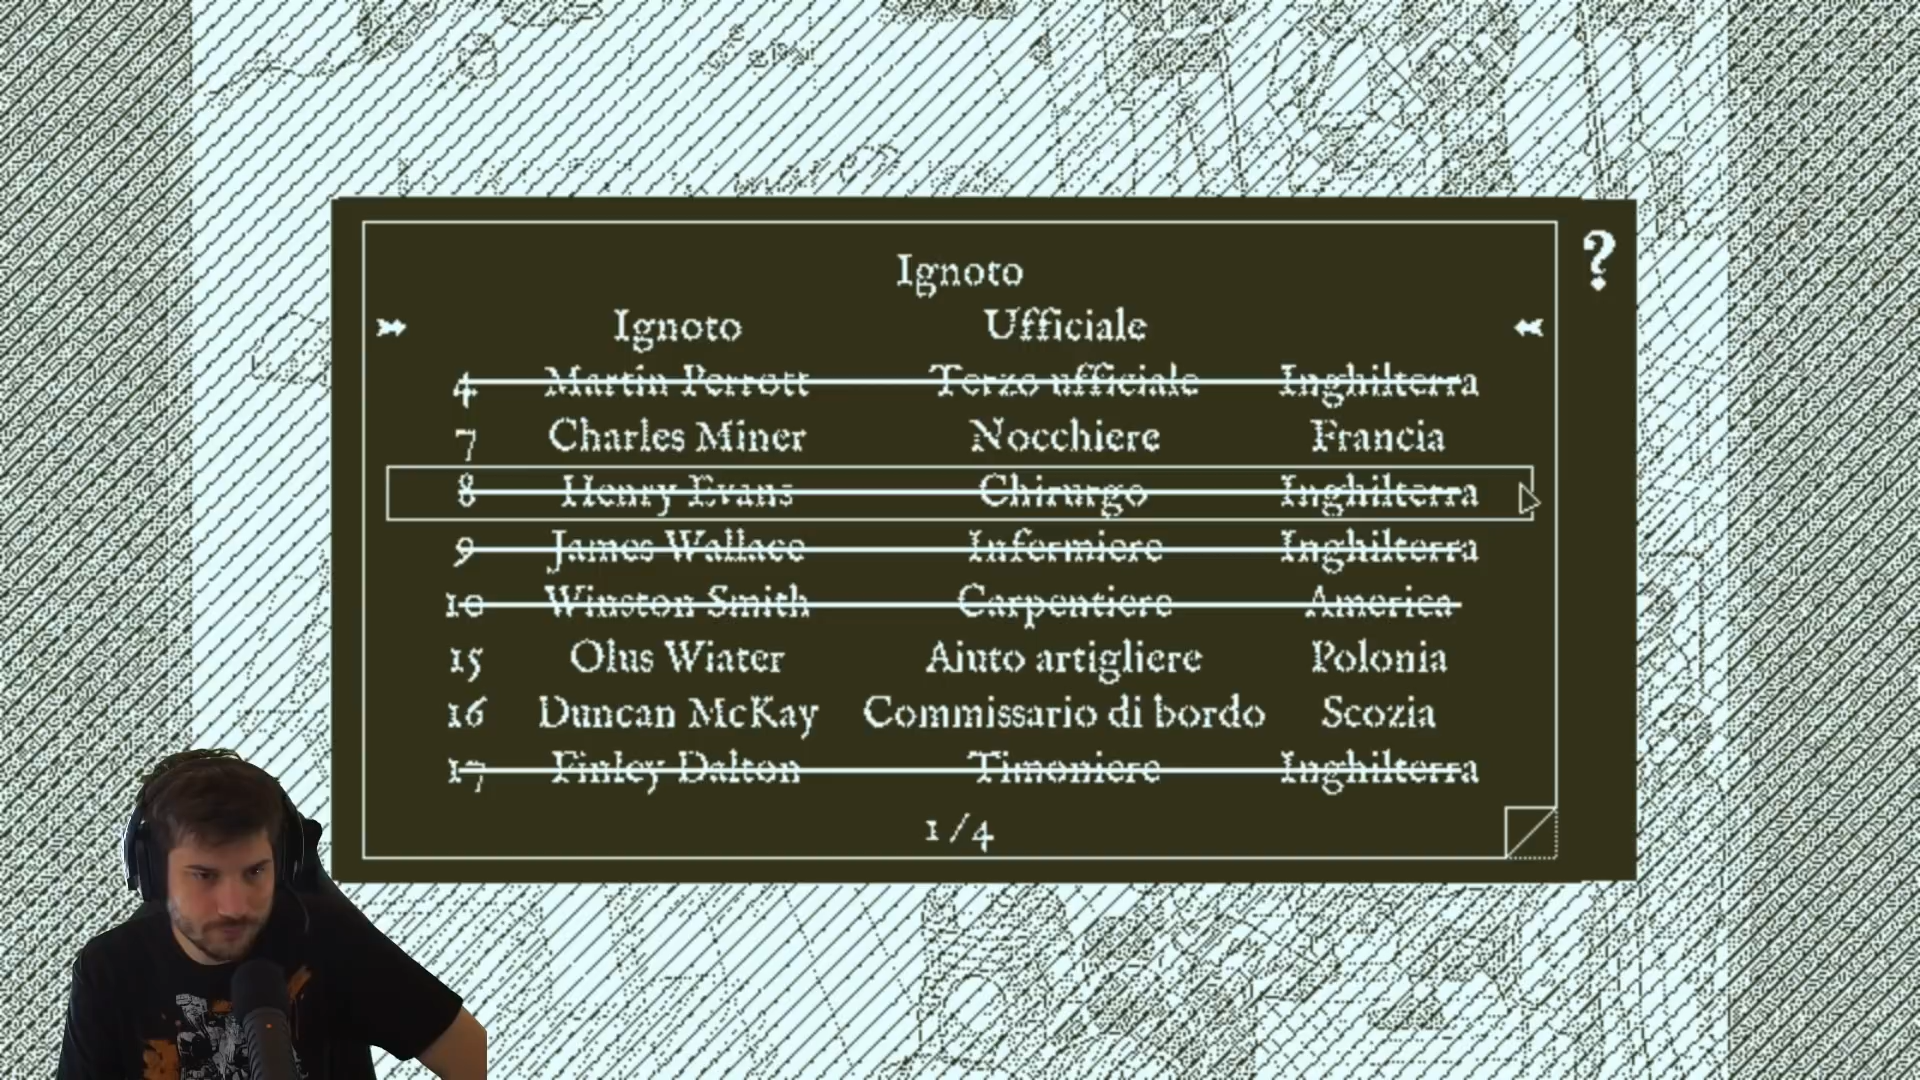 Ignoto
?
Ignoto Ufficiale
4 Martin Perrott Terzo ufficiale Inghilterra
7 Charles Miner Nocchiere Francia
8 Henry Evans Chirurgo Inghilterra
9 James Wallace Infermiere Inghilterra
10 Winston Smith Carpentiere America
15 Olus Wiater Aiuto artigliere Polonia
16 Duncan McKay Commissario di bordo Scozia
17 Finley Dalton Timoniere Inghilterra
1/4